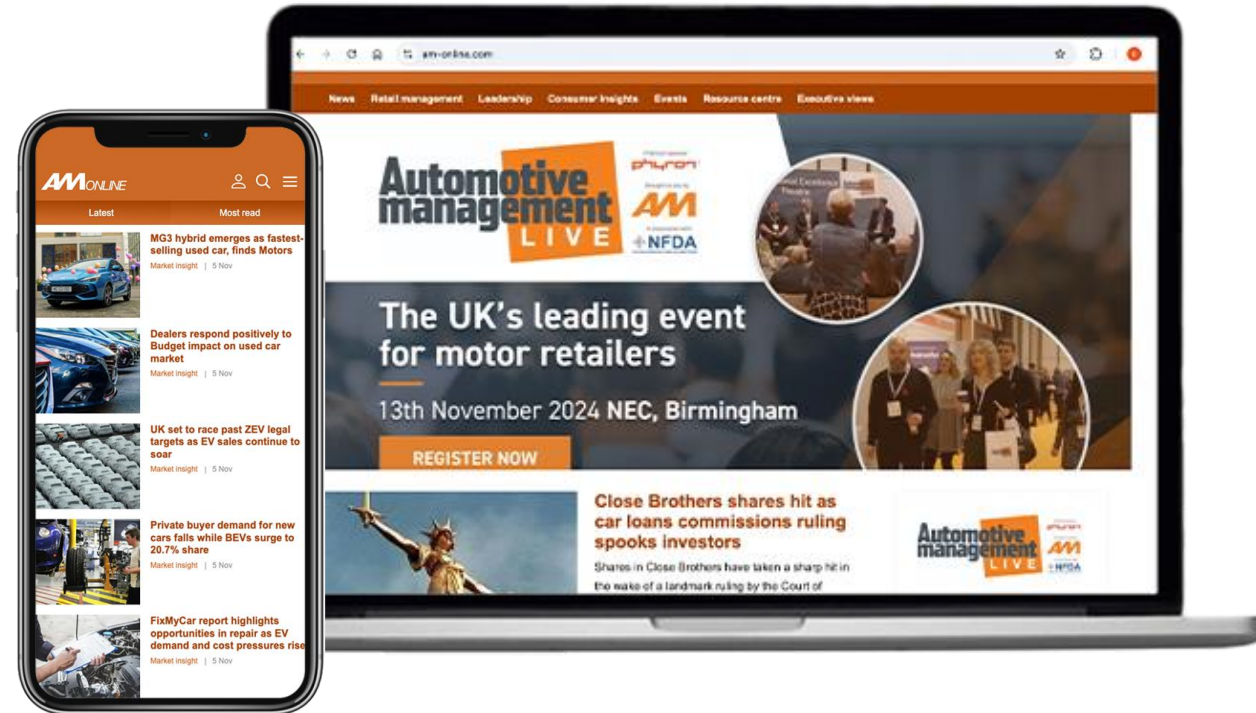 am-online.com
News Retail management Leadership Consumer Insights Events Resource centre Executive views
Automotive
management
LIVE
phyron
AM
NFDA
The UK's leading event
for motor retailers
13th November 2024 NEC, Birmingham
REGISTER NOW
Close Brothers shares hit as
car loans commissions ruling
spooks investors
Shares in Close Brothers have taken a sharp hit in
the wake of a landmark ruling by the Court of
Automotive
management
LIVE
AM
NFDA
AM ONLINE
Latest Most read
MG3 hybrid emerges as fastest-
selling used car, finds Motors
Market insight | 5 Nov
Dealers respond positively to
Budget impact on used car
market
Market insight | 5 Nov
UK set to race past ZEV legal
targets as EV sales continue to
soar
Market insight | 5 Nov
Private buyer demand for new
cars falls while BEVs surge to
20.7% share
Market insight | 5 Nov
FixMyCar report highlights
opportunities in repair as EV
demand and cost pressures rise
Market insight | 5 Nov